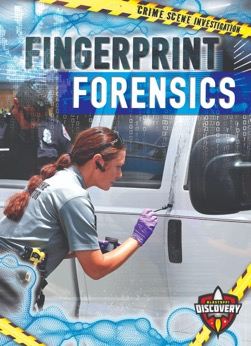 CRIME SCENE INVESTIGATION
FINGERPRINT
FORENSICS
BLASTOFF!
DISCOVERY